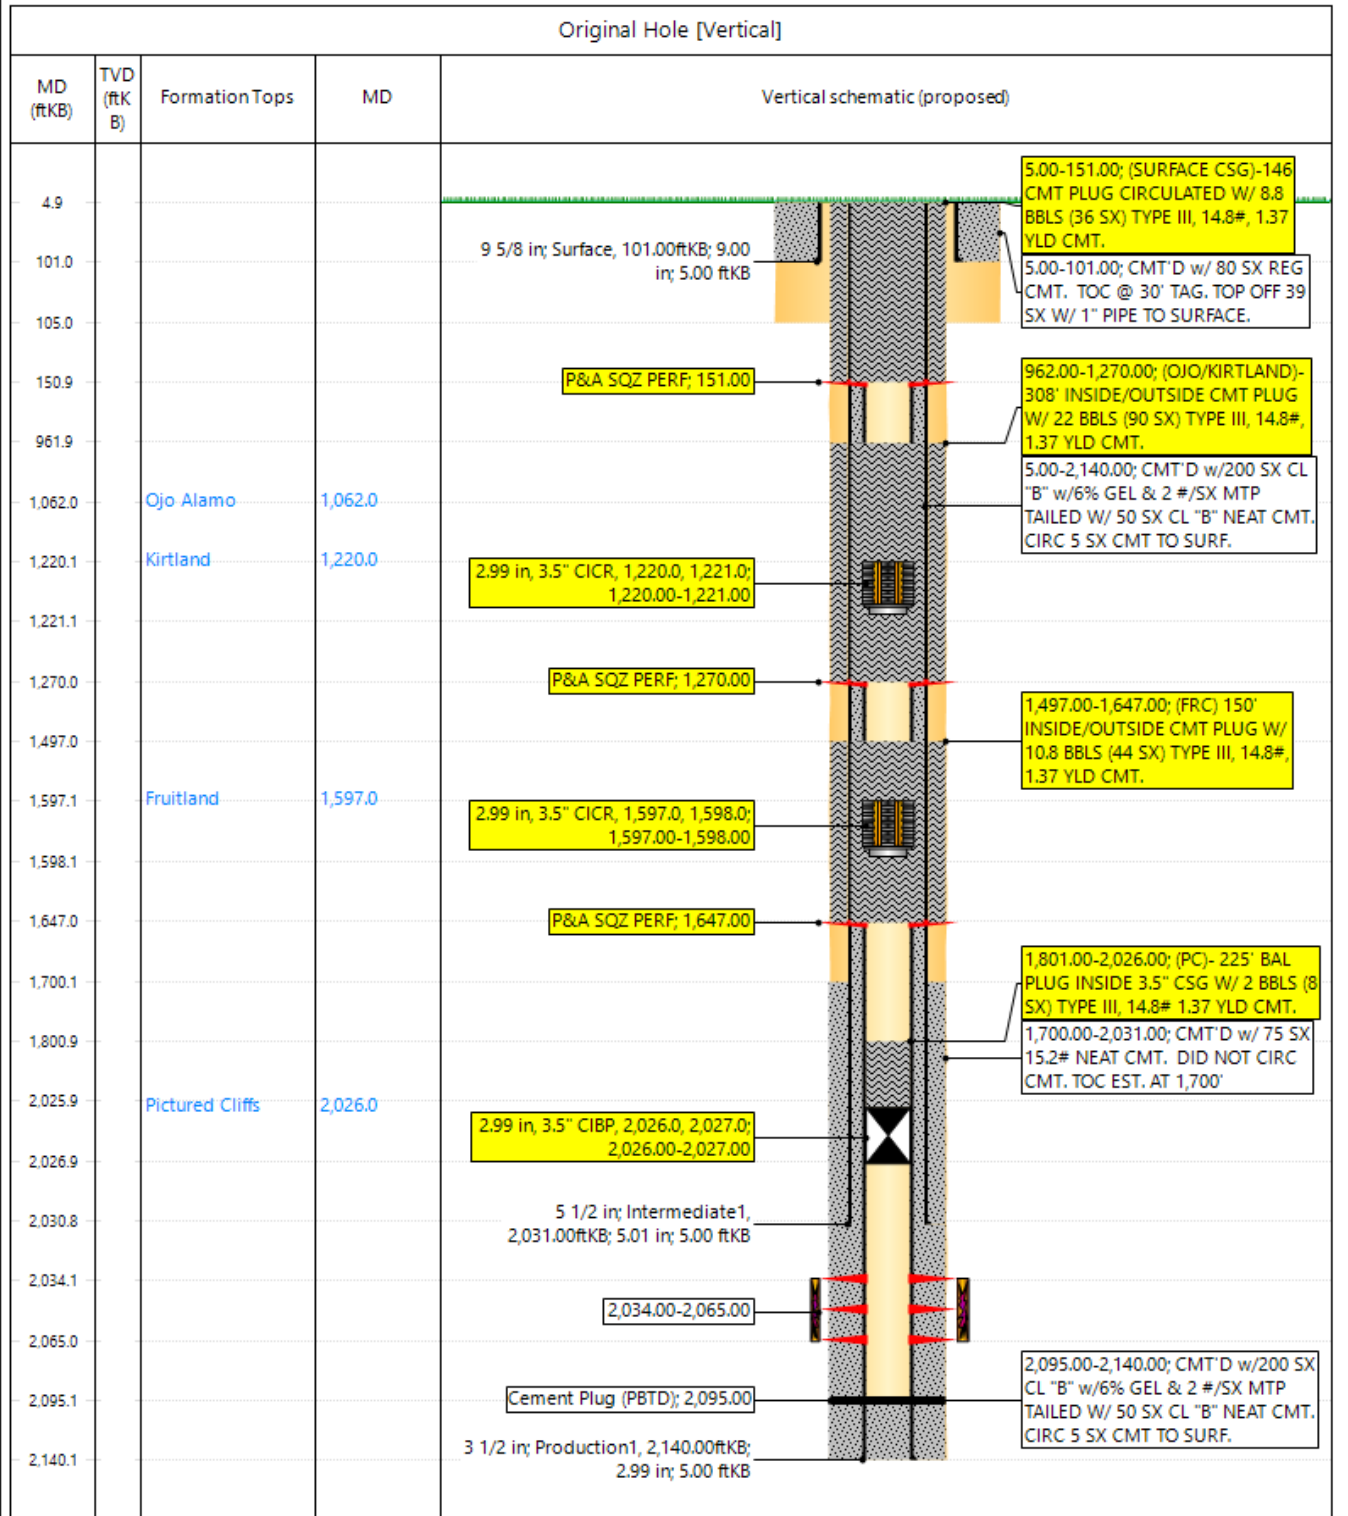 Original Hole [Vertical]
MD
(ftKB)
TVD
(ftK
B)
Formation Tops
MD
Vertical schematic (proposed)
4.9
101.0
105.0
150.9
961.9
1,062.0
1,220.1
1,221.1
1,270.0
1,497.0
1,597.1
1,598.1
1,647.0
1,700.1
1,800.9
2,025.9
2,026.9
2,030.8
2,034.1
2,065.0
2,095.1
2,140.1
Ojo Alamo
1,062.0
Kirtland
1,220.0
Fruitland
1,597.0
Pictured Cliffs
2,026.0
9 5/8 in; Surface, 101.00ftKB; 9.00
in; 5.00 ftKB
P&A SQZ PERF; 151.00
2.99 in, 3.5" CICR, 1,220.0, 1,221.0;
1,220.00-1,221.00
P&A SQZ PERF; 1,270.00
2.99 in, 3.5" CICR, 1,597.0, 1,598.0;
1,597.00-1,598.00
P&A SQZ PERF; 1,647.00
2.99 in, 3.5" CIBP, 2,026.0, 2,027.0;
2,026.00-2,027.00
5 1/2 in; Intermediate1,
2,031.00ftKB; 5.01 in; 5.00 ftKB
2,034.00-2,065.00
Cement Plug (PBTD); 2,095.00
3 1/2 in; Production1, 2,140.00ftKB;
2.99 in; 5.00 ftKB
5.00-151.00; (SURFACE CSG)-146
CMT PLUG CIRCULATED W/ 8.8
BBLS (36 SX) TYPE III, 14.8#, 1.37
YLD CMT.
5.00-101.00; CMT'D w/ 80 SX REG
CMT.  TOC @ 30' TAG. TOP OFF 39
SX W/ 1" PIPE TO SURFACE.
962.00-1,270.00; (OJO/KIRTLAND)-
308' INSIDE/OUTSIDE CMT PLUG
W/ 22 BBLS (90 SX) TYPE III, 14.8#,
1.37 YLD CMT.
5.00-2,140.00; CMT'D w/200 SX CL
"B" w/6% GEL & 2 #/SX MTP
TAILED W/ 50 SX CL "B" NEAT CMT.
CIRC 5 SX CMT TO SURF.
1,497.00-1,647.00; (FRC) 150'
INSIDE/OUTSIDE CMT PLUG W/
10.8 BBLS (44 SX) TYPE III, 14.8#,
1.37 YLD CMT.
1,801.00-2,026.00; (PC)- 225' BAL
PLUG INSIDE 3.5" CSG W/ 2 BBLS (8
SX) TYPE III, 14.8# 1.37 YLD CMT.
1,700.00-2,031.00; CMT'D w/ 75 SX
15.2# NEAT CMT.  DID NOT CIRC
CMT. TOC EST. AT 1,700'
2,095.00-2,140.00; CMT'D w/200 SX
CL "B" w/6% GEL & 2 #/SX MTP
TAILED W/ 50 SX CL "B" NEAT CMT.
CIRC 5 SX CMT TO SURF.